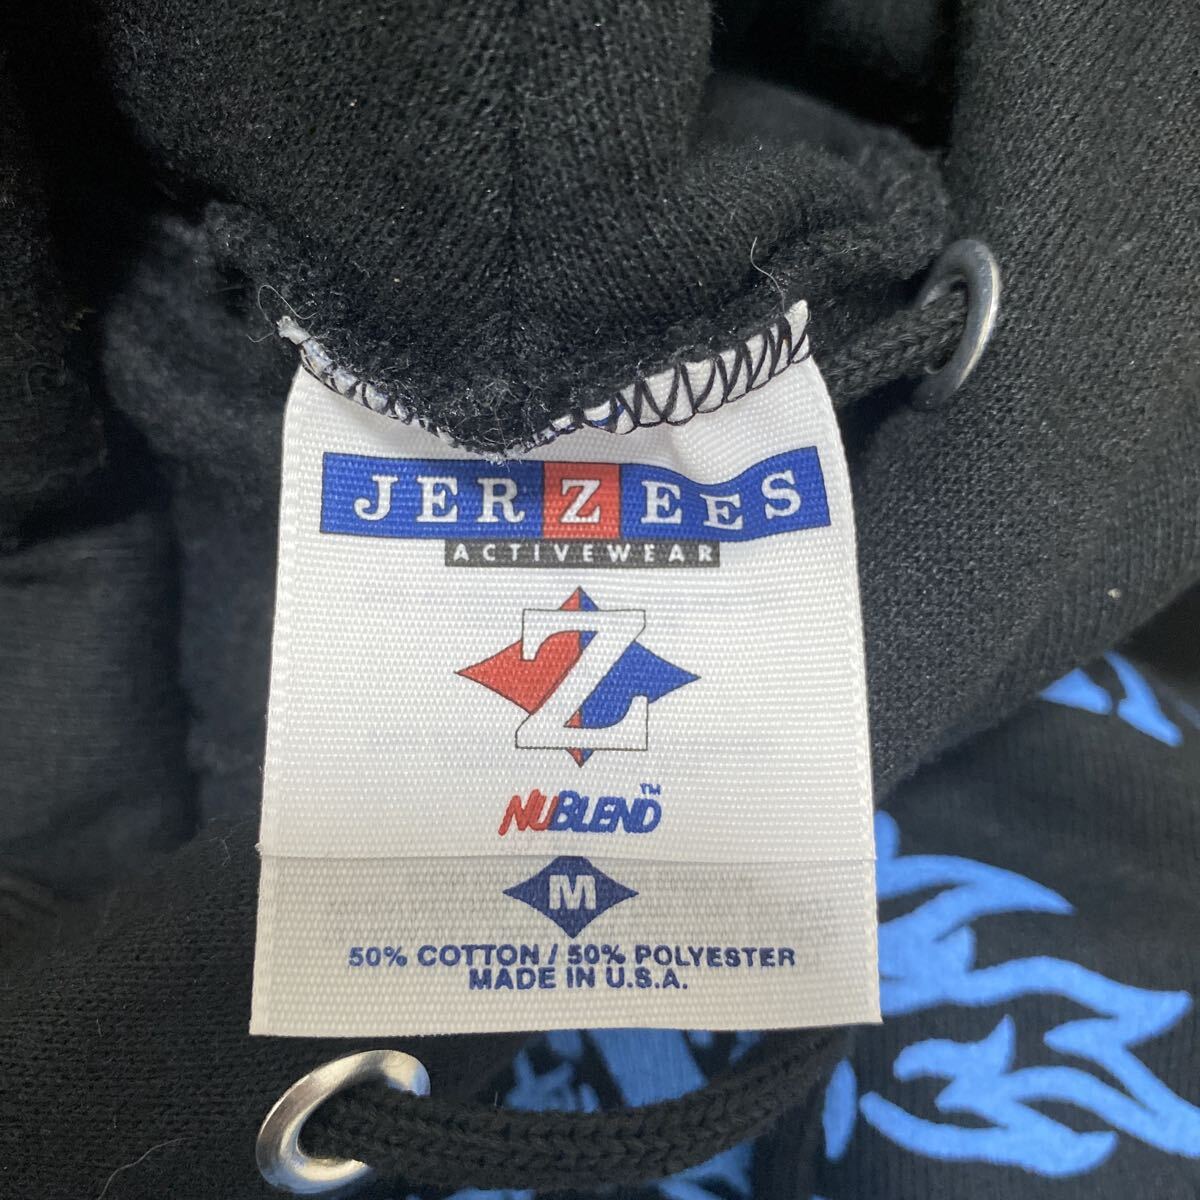 JERZEES
ACTIVEWEAR
Z
NUBLEND™
M
50% COTTON / 50% POLYESTER
MADE IN U.S.A.